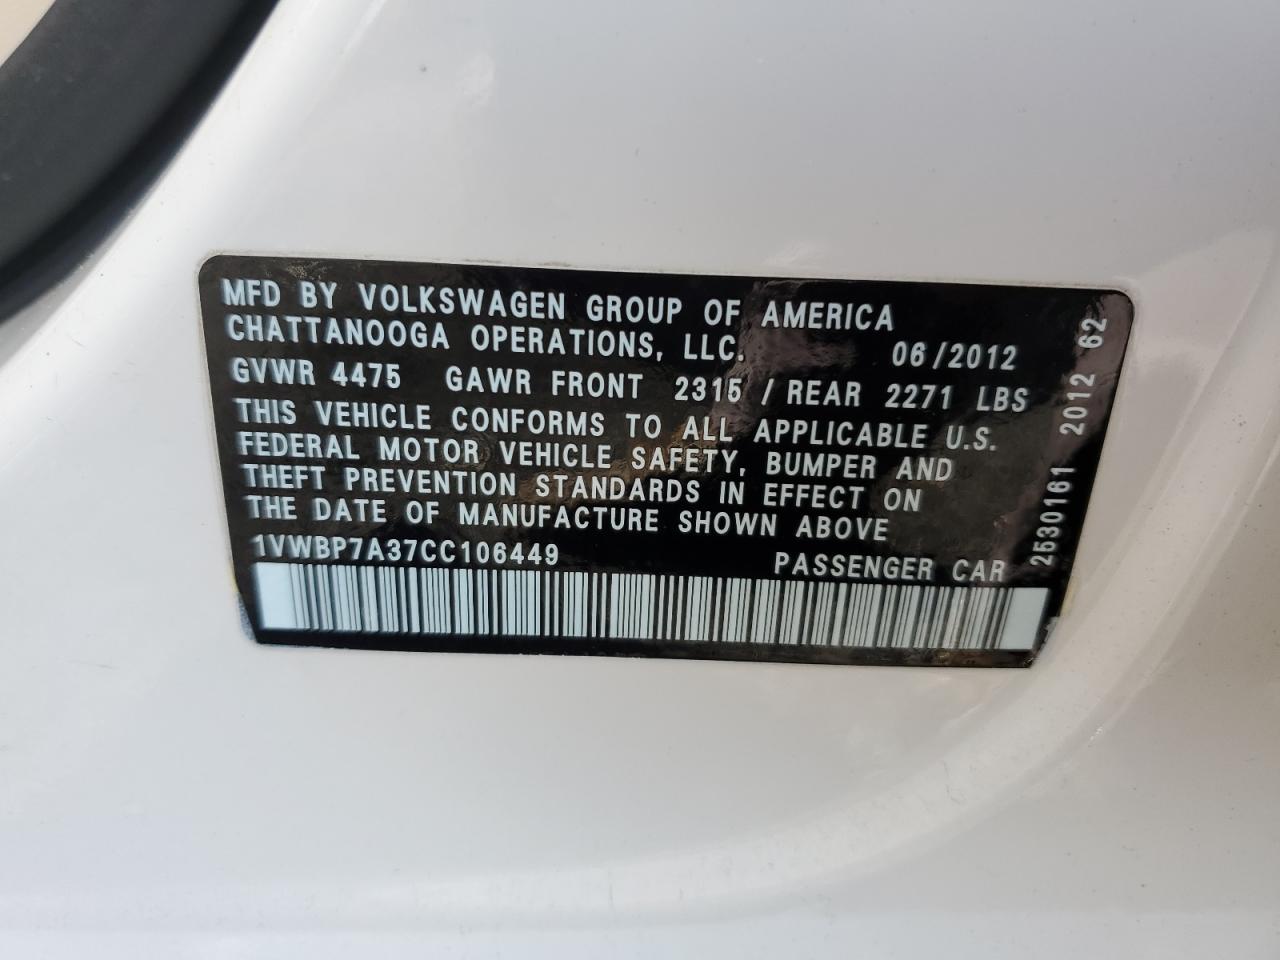 MFD BY VOLKSWAGEN GROUP OF AMERICA
CHATTANOOGA OPERATIONS, LLC. 06/2012
GVWR 4475 GAWR FRONT 2315 / REAR 2271 LBS
THIS VEHICLE CONFORMS TO ALL APPLICABLE U.S.
FEDERAL MOTOR VEHICLE SAFETY, BUMPER AND
THEFT PREVENTION STANDARDS IN EFFECT ON
THE DATE OF MANUFACTURE SHOWN ABOVE
1VWBP7A37CC106449 PASSENGER CAR
2530161 2012 62